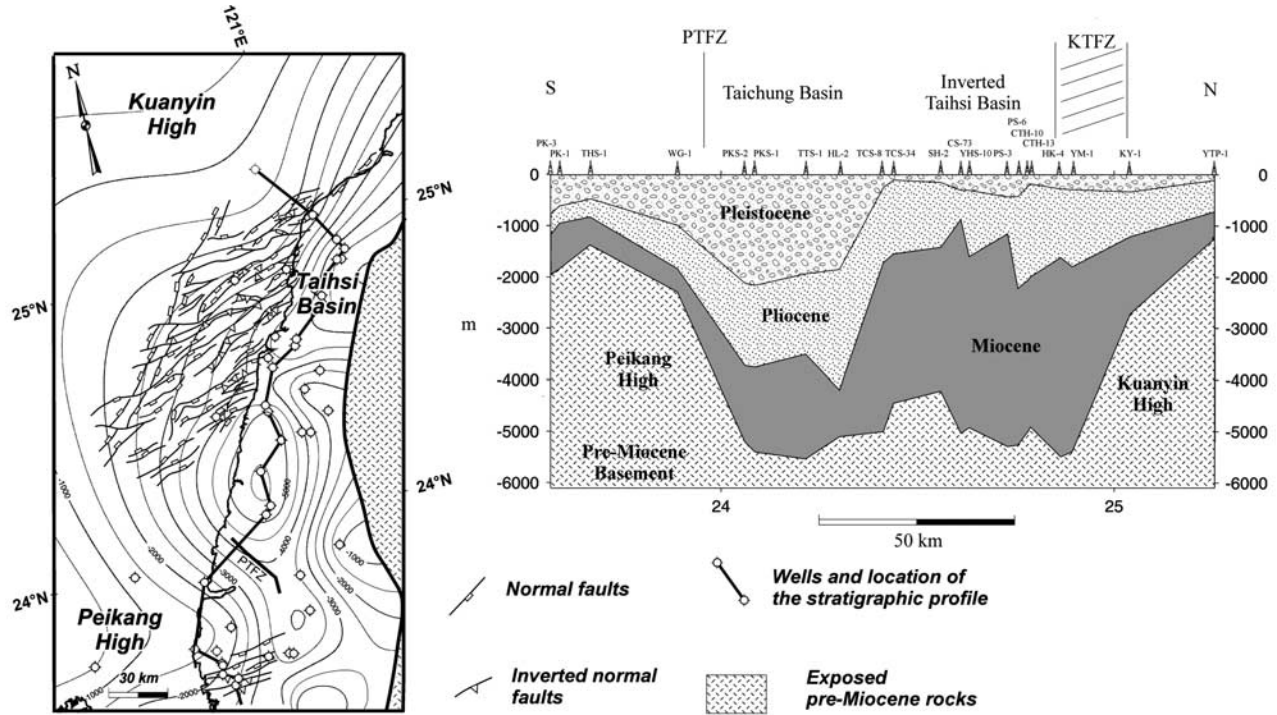 121°E
N
Kuanyin
High
25°N
Taihsi
Basin
25°N
24°N
-1000
-2000
-3000
-4000
-5000
-1000
PTFZ
-3000
24°N
Peikang
High
30 km
-1000
-2000
PTFZ
KTFZ
S
Taichung Basin
Inverted
Taihsi Basin
N
PS-6
CTH-10
PK-3
CS-73
CTH-13
PK-1
THS-1
WG-1
PKS-2
PKS-1
TTS-1
HL-2
TCS-8
TCS-34
SH-2
YHS-10
PS-3
HK-4
YM-1
KY-1
YTP-1
0
0
-1000
-1000
-2000
-2000
-3000
-3000
-4000
-4000
-5000
-5000
-6000
-6000
m
Pleistocene
Pliocene
Miocene
Peikang
High
Kuanyin
High
Pre-Miocene
Basement
24
25
50 km
Normal faults
Wells and location of
the stratigraphic profile
Inverted normal
faults
Exposed
pre-Miocene rocks